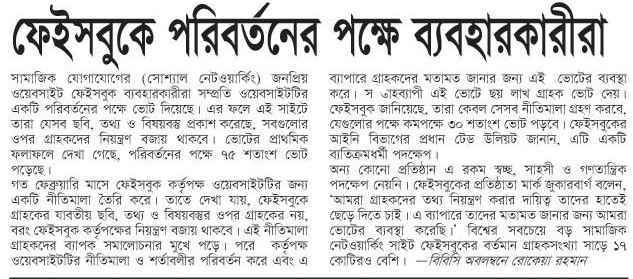 ফেইসবুকে পরিবর্তনের পক্ষে ব্যবহারকারীরা
সামাজিক যোগাযোগের (সোশ্যাল নেটওয়ার্কিং) জনপ্রিয়
ওয়েবসাইট ফেইসবুক ব্যবহারকারীরা সম্প্রতি ওয়েবসাইটটির
একটি পরিবর্তনের পক্ষে ভোট দিয়েছে। এর ফলে এই সাইটে
তারা যেসব ছবি, তথ্য ও বিষয়বস্তু প্রকাশ করেছে, সবগুলোর
ওপর গ্রাহকদের নিয়ন্ত্রণ বজায় থাকবে। ভোটের প্রাথমিক
ফলাফলে দেখা গেছে, পরিবর্তনের পক্ষে ৭৫ শতাংশ ভোট
পড়েছে।
গত ফেব্রুয়ারি মাসে ফেইসবুক কর্তৃপক্ষ ওয়েবসাইটটির জন্য
একটি নীতিমালা তৈরি করে। তাতে দেখা যায়, ফেইসবুকে
গ্রাহকের যাবতীয় ছবি, তথ্য ও বিষয়বস্তুর ওপর গ্রাহকের নয়,
বরং ফেইসবুক কর্তৃপক্ষের নিয়ন্ত্রণ বজায় থাকবে। এই নীতিমালা
গ্রাহকদের ব্যাপক সমালোচনার মুখে পড়ে। পরে কর্তৃপক্ষ
ওয়েবসাইটটির নীতিমালা ও শর্তাবলীর পরিবর্তন করে এবং এ
ব্যাপারে গ্রাহকদের মতামত জানার জন্য এই ভোটের ব্যবস্থা
করে। এই ভোটে ছয় লাখ গ্রাহক ভোট দেয়।
ফেইসবুক জানিয়েছে, তারা কেবল সেসব নীতিমালা গ্রহণ করবে,
যেগুলোর পক্ষে কমপক্ষে ৩০ শতাংশ ভোট পড়বে। ফেইসবুকের
আইনি বিভাগের প্রধান টেড উলিয়ট জানান, এটি একটি
ব্যতিক্রমধর্মী পদক্ষেপ।
অন্য কোনো প্রতিষ্ঠান এ রকম স্বচ্ছ, সাহসী ও গণতান্ত্রিক
পদক্ষেপ নেয়নি। ফেইসবুকের প্রতিষ্ঠাতা মার্ক জুকারবার্গ বলেন,
‘আমরা গ্রাহকদের তথ্য নিয়ন্ত্রণ করার দায়িত্ব তাদের হাতেই
ছেড়ে দিতে চাই। এ ব্যাপারে তাদের মতামত জানার জন্য আমরা
ভোটের ব্যবস্থা করেছি।’ বিশ্বের সবচেয়ে বড় সামাজিক
নেটওয়ার্কিং সাইট ফেইসবুকের বর্তমান গ্রাহকসংখ্যা সাড়ে ১৭
কোটিরও বেশি। —বিবিসি অবলম্বনে রোকেয়া রহমান